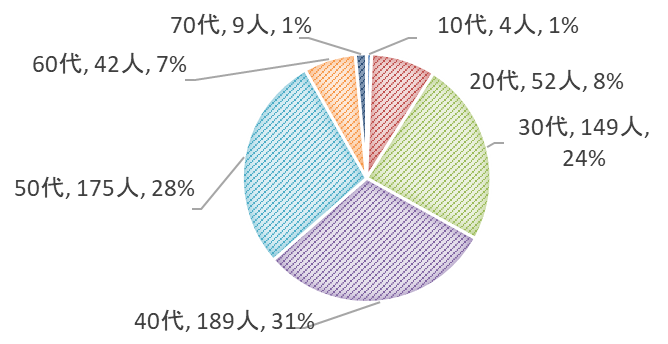 70代, 9人, 1%
10代, 4人, 1%
60代, 42人, 7%
20代, 52人, 8%
30代, 149人,
24%
50代, 175人, 28%
40代, 189人, 31%